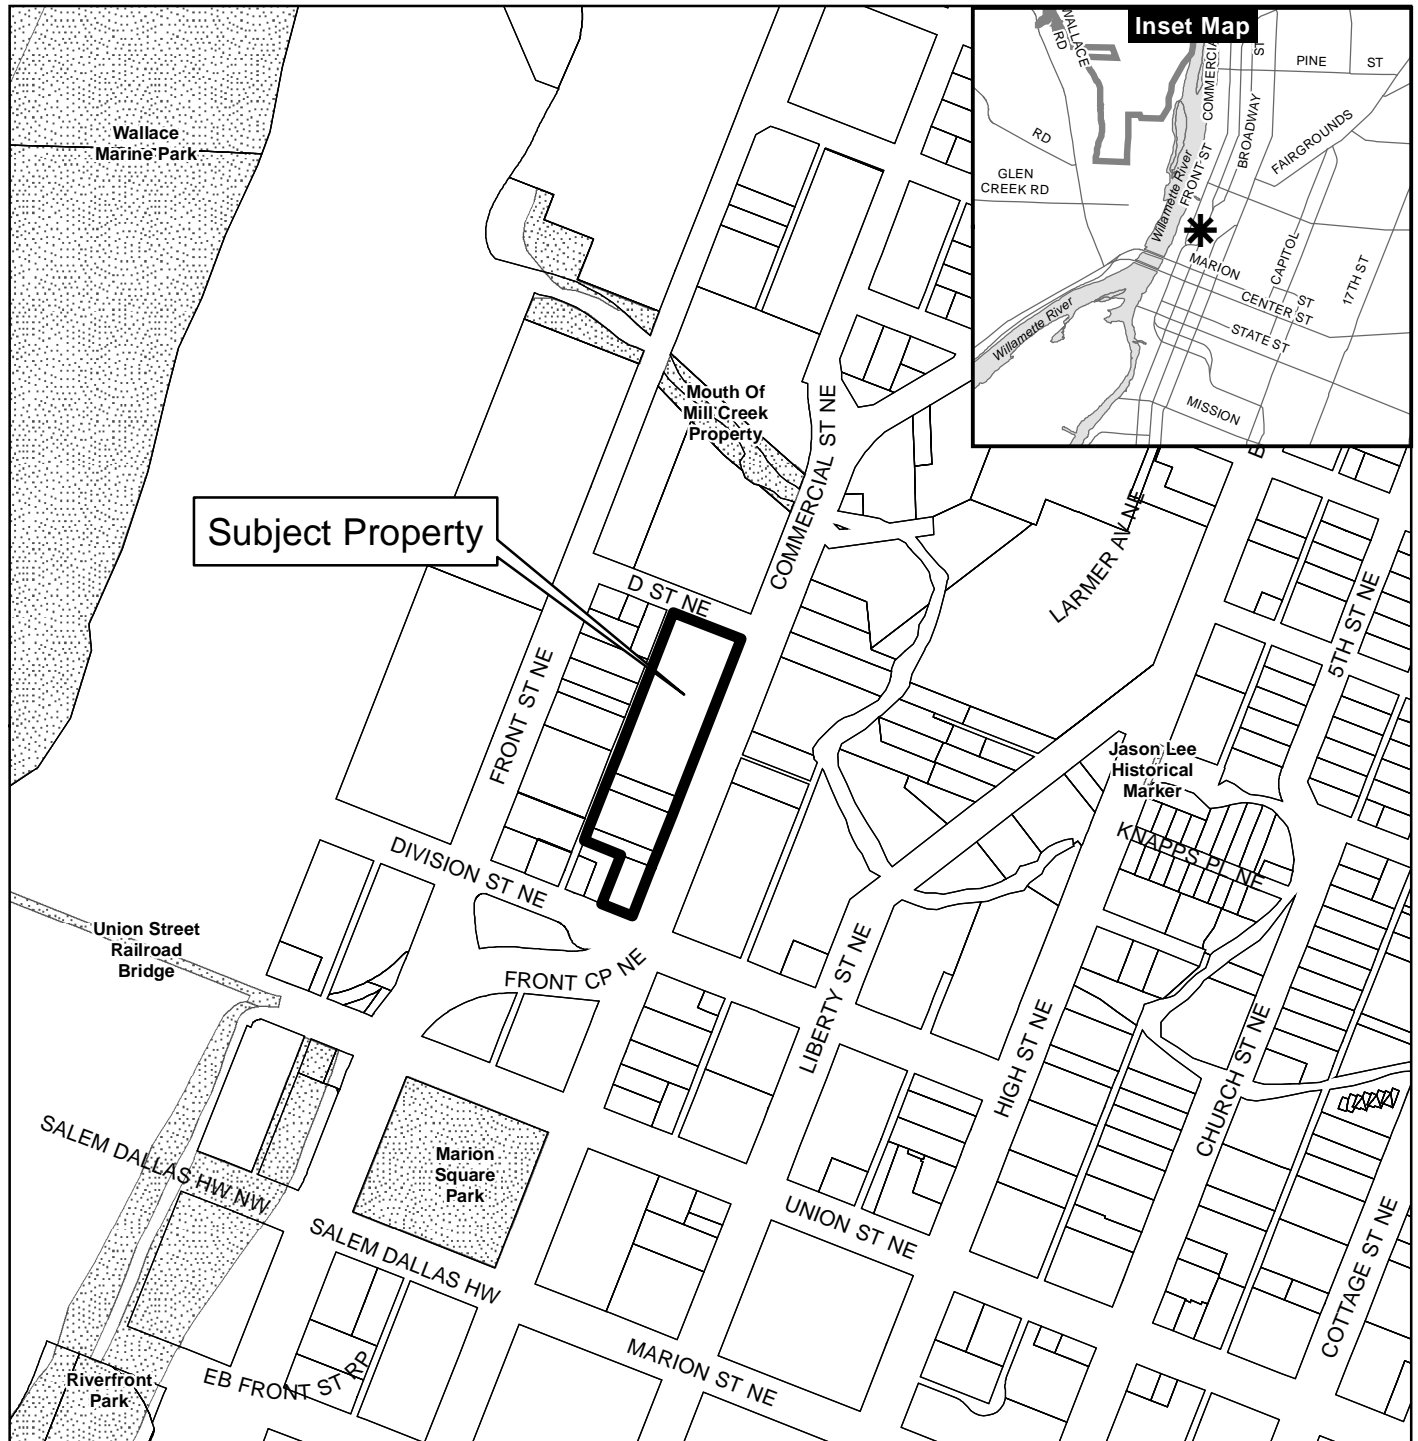 Inset Map
WALLACE
RD
COMMERCIA
ST
PINE
ST
BROADWAY
FAIRGROUNDS
RD
FRONT ST
GLEN
CREEK RD
Willamette River
MARION
ST
CAPITOL
17TH ST
CENTER ST
STATE ST
Willamette River
MISSION
Wallace
Marine Park
Mouth Of
Mill Creek
Property
COMMERCIAL ST NE
B
LARMER AV NE
Subject Property
D ST NE
5TH ST NE
FRONT ST NE
Jason Lee
Historical
Marker
KNAPPS PL NE
DIVISION ST NE
Union Street
Railroad
Bridge
FRONT CP NE
LIBERTY ST NE
HIGH ST NE
CHURCH ST NE
SALEM DALLAS HW NW
Marion
Square
Park
UNION ST NE
SALEM DALLAS HW
COTTAGE ST NE
MARION ST NE
EB FRONT ST RP
Riverfront
Park